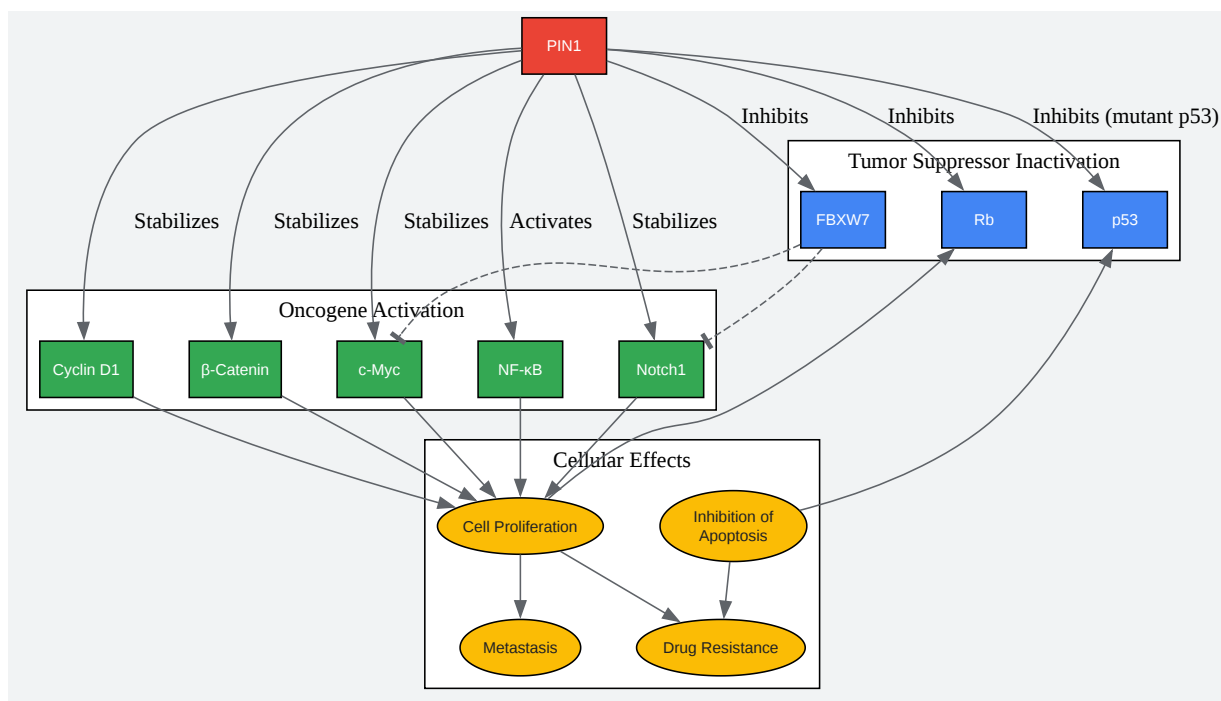 PIN1
Inhibits
Inhibits
Inhibits (mutant p53)
Tumor Suppressor Inactivation
FBXW7
Rb
p53
Stabilizes
Stabilizes
Stabilizes
Activates
Stabilizes
Oncogene Activation
Cyclin D1
β-Catenin
c-Myc
NF-κB
Notch1
Cellular Effects
Cell Proliferation
Inhibition of
Apoptosis
Metastasis
Drug Resistance